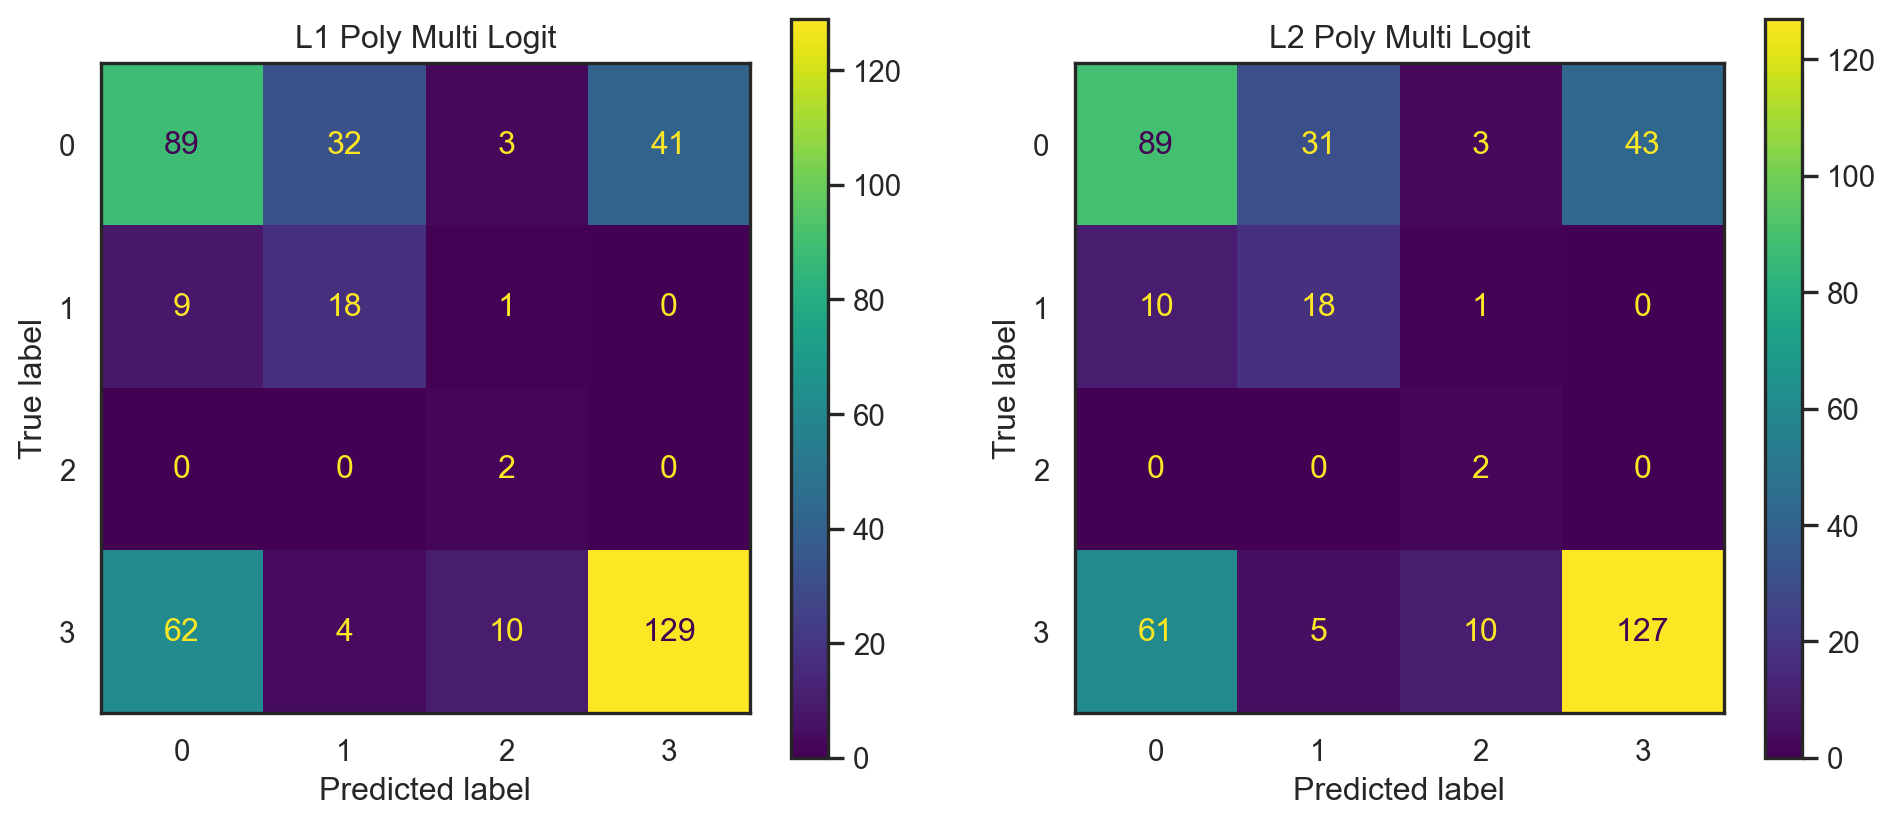 L1 Poly Multi Logit
True label
0 89 32 3 41
1 9 18 1 0
2 0 0 2 0
3 62 4 10 129
0 1 2 3
Predicted label
120
100
80
60
40
20
0
L2 Poly Multi Logit
True label
0 89 31 3 43
1 10 18 1 0
2 0 0 2 0
3 61 5 10 127
0 1 2 3
Predicted label
120
100
80
60
40
20
0